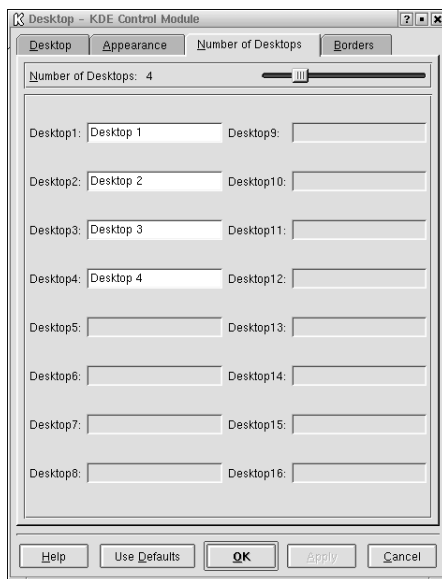 Desktop - KDE Control Module
Desktop Appearance Number of Desktops Borders
Number of Desktops: 4
Desktop1: Desktop 1 Desktop9:
Desktop2: Desktop 2 Desktop10:
Desktop3: Desktop 3 Desktop11:
Desktop4: Desktop 4 Desktop12:
Desktop5: Desktop13:
Desktop6: Desktop14:
Desktop7: Desktop15:
Desktop8: Desktop16:
Help Use Defaults OK Apply Cancel